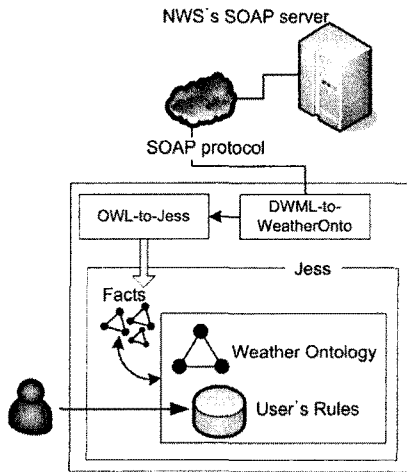 NWS's SOAP server
SOAP protocol
OWL-to-Jess
DWML-to-
WeatherOnto
Jess
Facts
Weather Ontology
User's Rules